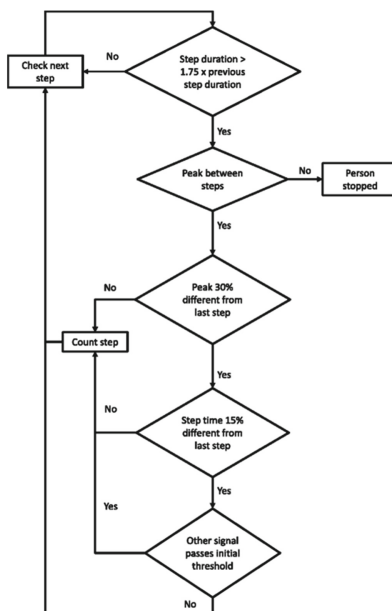 No
Step duration >
1.75 x previous
step duration
Check next
step
Yes
Peak between
steps
No
Person
stopped
Yes
Peak 30%
different from
last step
No
Count step
Yes
Step time 15%
different from
last step
No
Yes
Yes
Other signal
passes initial
threshold
No